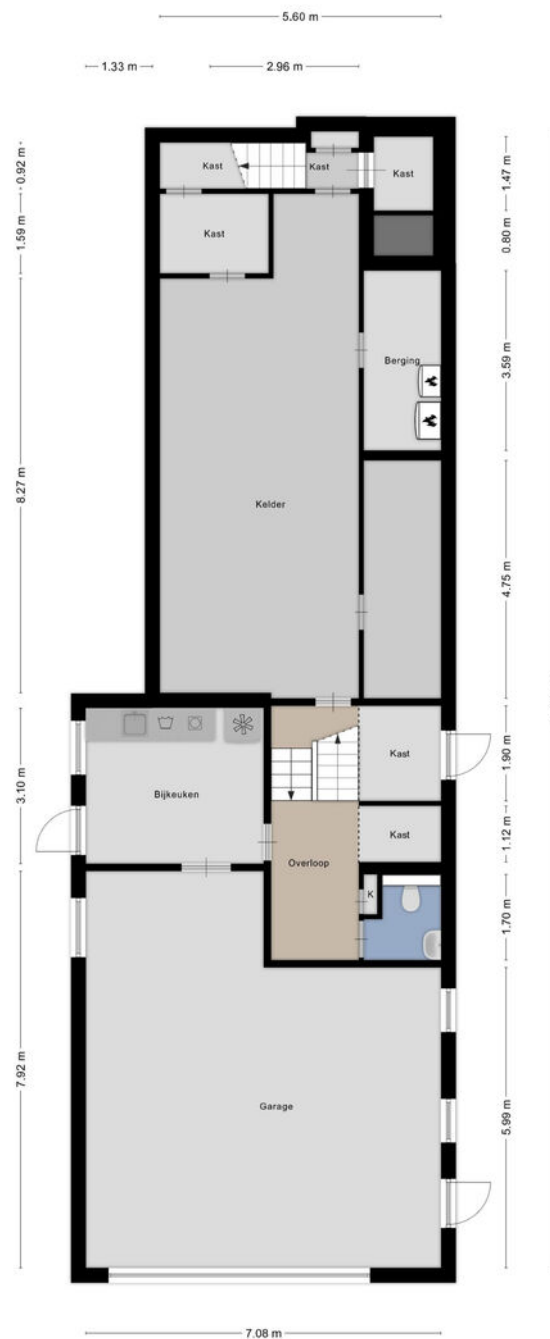 5.60 m
1.33 m
2.96 m
0.92 m
Kast
Kast
Kast
1.47 m
1.59 m
Kast
0.80 m
Berging
3.59 m
8.27 m
Kelder
4.75 m
3.10 m
Bijkeuken
Kast
1.90 m
Kast
1.12 m
Overloop
K
1.70 m
7.92 m
Garage
5.99 m
7.08 m